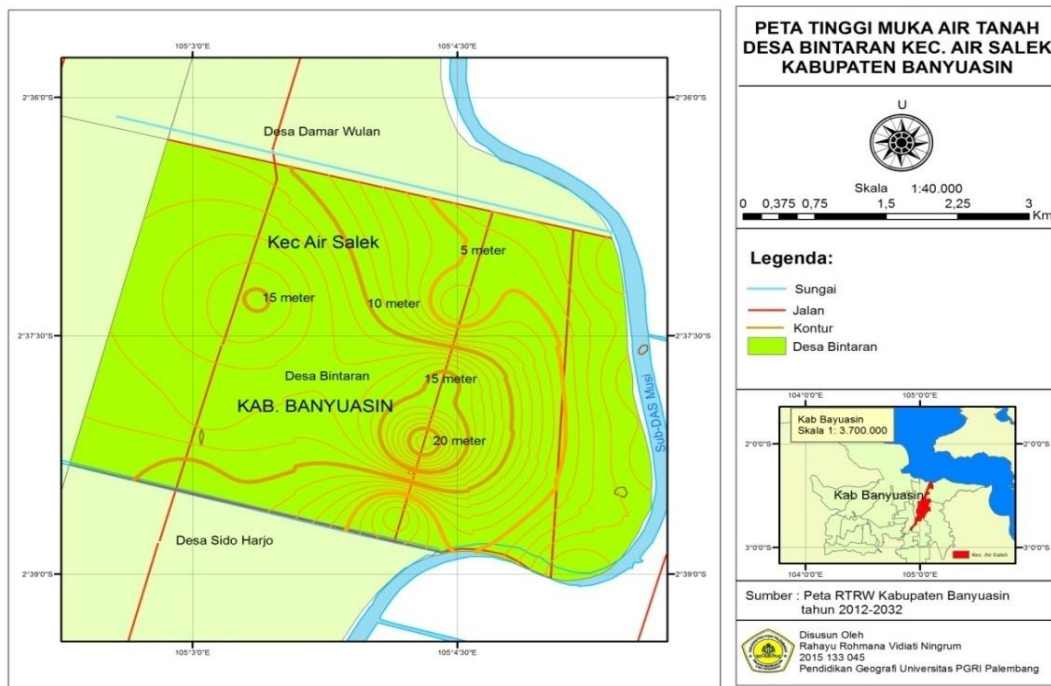 105°3'0"E
105°4'30"E
2°36'0"S
2°36'0"S
Desa Damar Wulan
Kec Air Salek
5 meter
15 meter
10 meter
2°37'30"S
2°37'30"S
Desa Bintaran
15 meter
KAB. BANYUASIN
20 meter
Sub-DAS Musi
Desa Sido Harjo
2°39'0"S
2°39'0"S
105°3'0"E
105°4'30"E
PETA TINGGI MUKA AIR TANAH
DESA BINTARAN KEC. AIR SALEK
KABUPATEN BANYUASIN
U
Skala 1:40.000
0 0,375 0,75 1,5 2,25 3
Km
Legenda:
Sungai
Jalan
Kontur
Desa Bintaran
104°0'0"E
105°0'0"E
Kab Bayuasin
Skala 1: 3.700.000
2°0'0"S
2°0'0"S
Kab Banyuasin
3°0'0"S
3°0'0"S
Kec. Air Saleh
104°0'0"E
105°0'0"E
Sumber : Peta RTRW Kabupaten Banyuasin
tahun 2012-2032
Disusun Oleh
Rahayu Rohmana Vidiati Ningrum
2015 133 045
Pendidikan Geografi Universitas PGRI Palembang